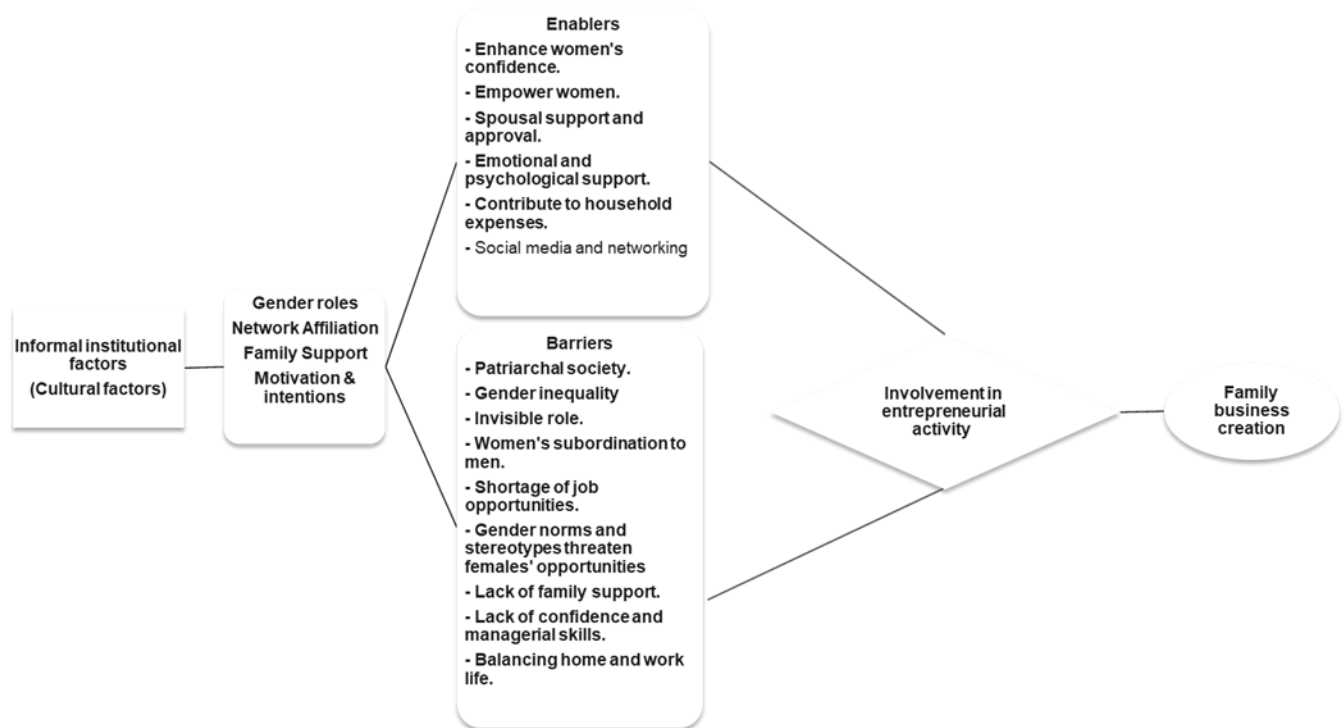 Informal institutional
factors
(Cultural factors)
Gender roles
Network Affiliation
Family Support
Motivation &
intentions
Enablers
- Enhance women's
confidence.
- Empower women.
- Spousal support and
approval.
- Emotional and
psychological support.
- Contribute to household
expenses.
- Social media and networking
Barriers
- Patriarchal society.
- Gender inequality
- Invisible role.
- Women's subordination to
men.
- Shortage of job
opportunities.
- Gender norms and
stereotypes threaten
females' opportunities
- Lack of family support.
- Lack of confidence and
managerial skills.
- Balancing home and work
life.
Involvement in
entrepreneurial
activity
Family
business
creation